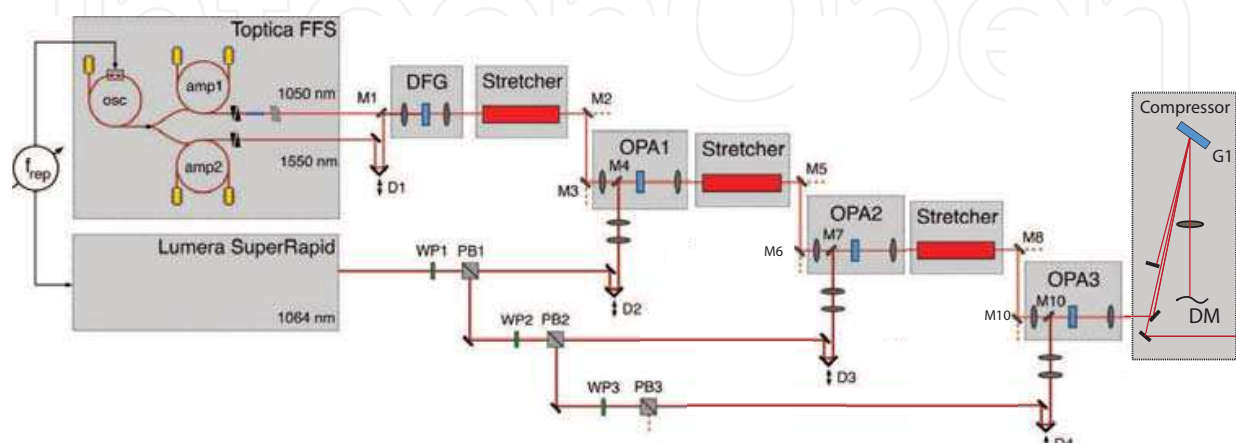 Toptica FFS
osc
amp1
amp2
1050 nm
1550 nm
frep
Lumera SuperRapid
1064 nm
M1
D1
DFG
Stretcher
M2
M3
OPA1
M4
Stretcher
M5
M6
OPA2
M7
Stretcher
M8
M10
OPA3
M10
Compressor
G1
DM
WP1
PB1
D2
WP2
PB2
D3
WP3
PB3